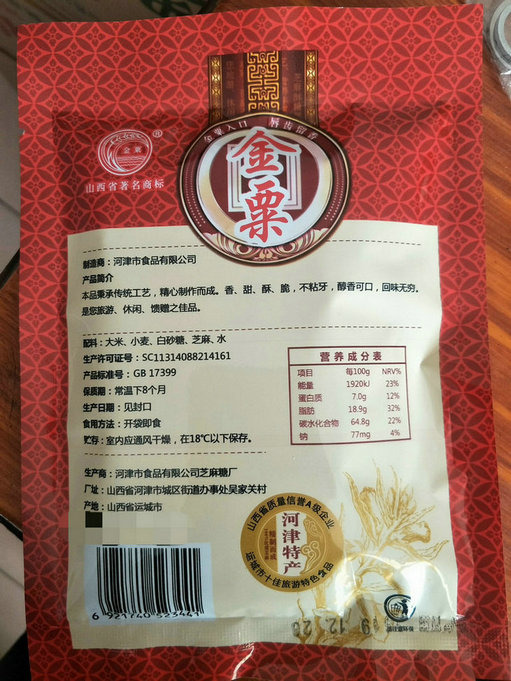 金粟入口 唇齿留香
金粟
金粟
®
山西省著名商标
制造商：河津市食品有限公司
产品简介
本品秉承传统工艺，精心制作而成。香、甜、酥、脆，不粘牙，醇香可口，回味无穷。
是您旅游、休闲、馈赠之佳品。
配料：大米、小麦、白砂糖、芝麻、水
生产许可证号：SC11314088214161
产品标准号：GB 17399
保质期：常温下8个月
生产日期：见封口
食用方法：开袋即食
贮存：室内应通风干燥，在18℃以下保存。
营养成分表
项目 每100g NRV%
能量 1920kJ 23%
蛋白质 7.0g 12%
脂肪 18.9g 32%
碳水化合物 64.8g 22%
钠 77mg 4%
生产商：河津市食品有限公司芝麻糖厂
厂址：山西省河津市城区街道办事处吴家关村
产地：山西省运城市
山西省质量信誉A级企业
河津特产
精制而成
运城市十佳旅游特色食品
6 921740 523441